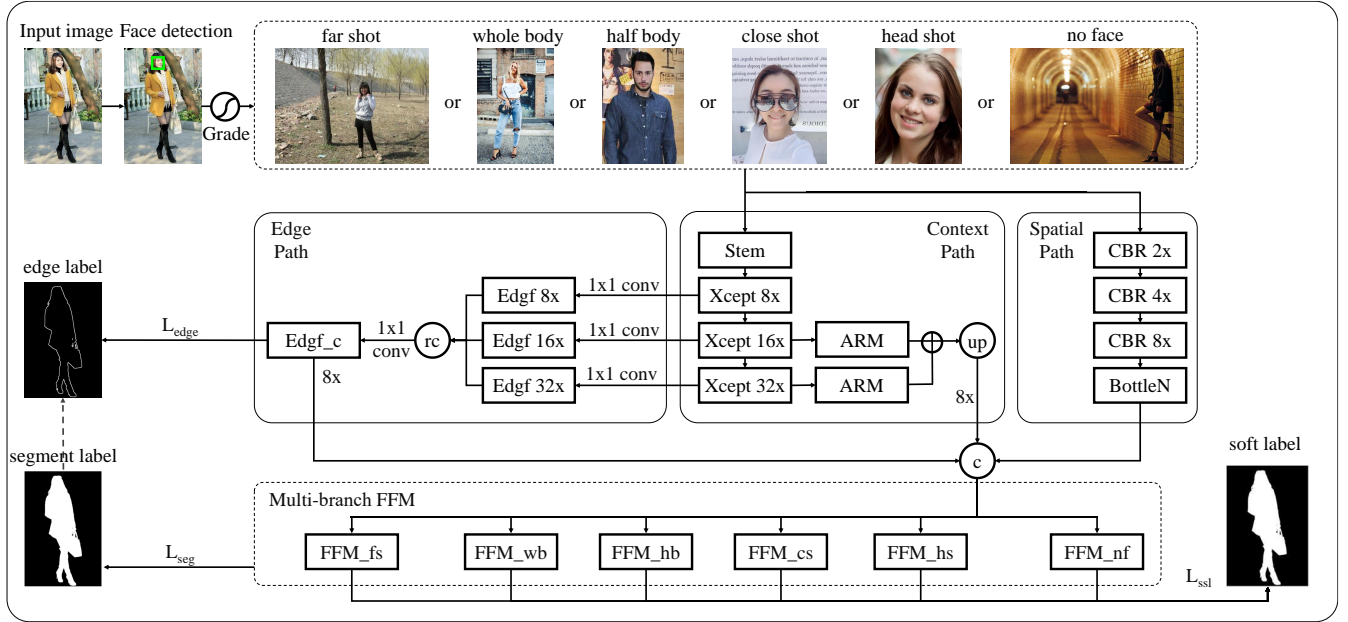 Input image
Face detection
Grade
far shot
or
whole body
or
half body
or
close shot
or
head shot
or
no face
Edge
Path
Context
Path
Spatial
Path
Stem
CBR 2x
edge label
Edgf 8x
1x1 conv
Xcept 8x
CBR 4x
L_edge
Edgf_c
1x1
conv
rc
Edgf 16x
1x1 conv
Xcept 16x
ARM
up
CBR 8x
8x
Edgf 32x
1x1 conv
Xcept 32x
ARM
8x
BottleN
segment label
c
soft label
Multi-branch FFM
L_seg
FFM_fs
FFM_wb
FFM_hb
FFM_cs
FFM_hs
FFM_nf
L_ssl